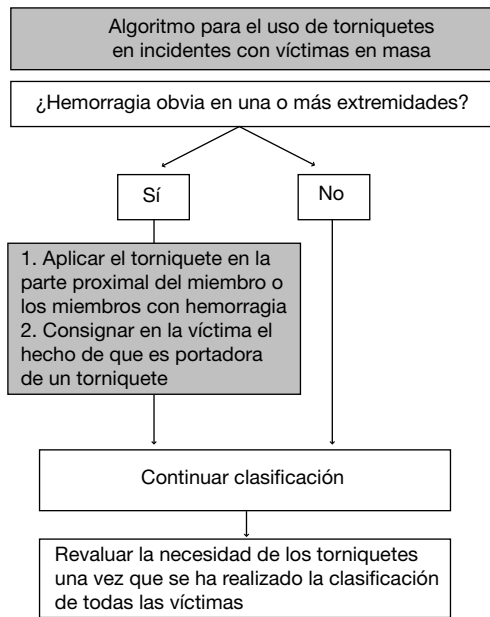 Algoritmo para el uso de torniquetes
en incidentes con víctimas en masa
¿Hemorragia obvia en una o más extremidades?
Sí
No
1. Aplicar el torniquete en la
parte proximal del miembro o
los miembros con hemorragia
2. Consignar en la víctima el
hecho de que es portadora
de un torniquete
Continuar clasificación
Revaluar la necesidad de los torniquetes
una vez que se ha realizado la clasificación
de todas las víctimas